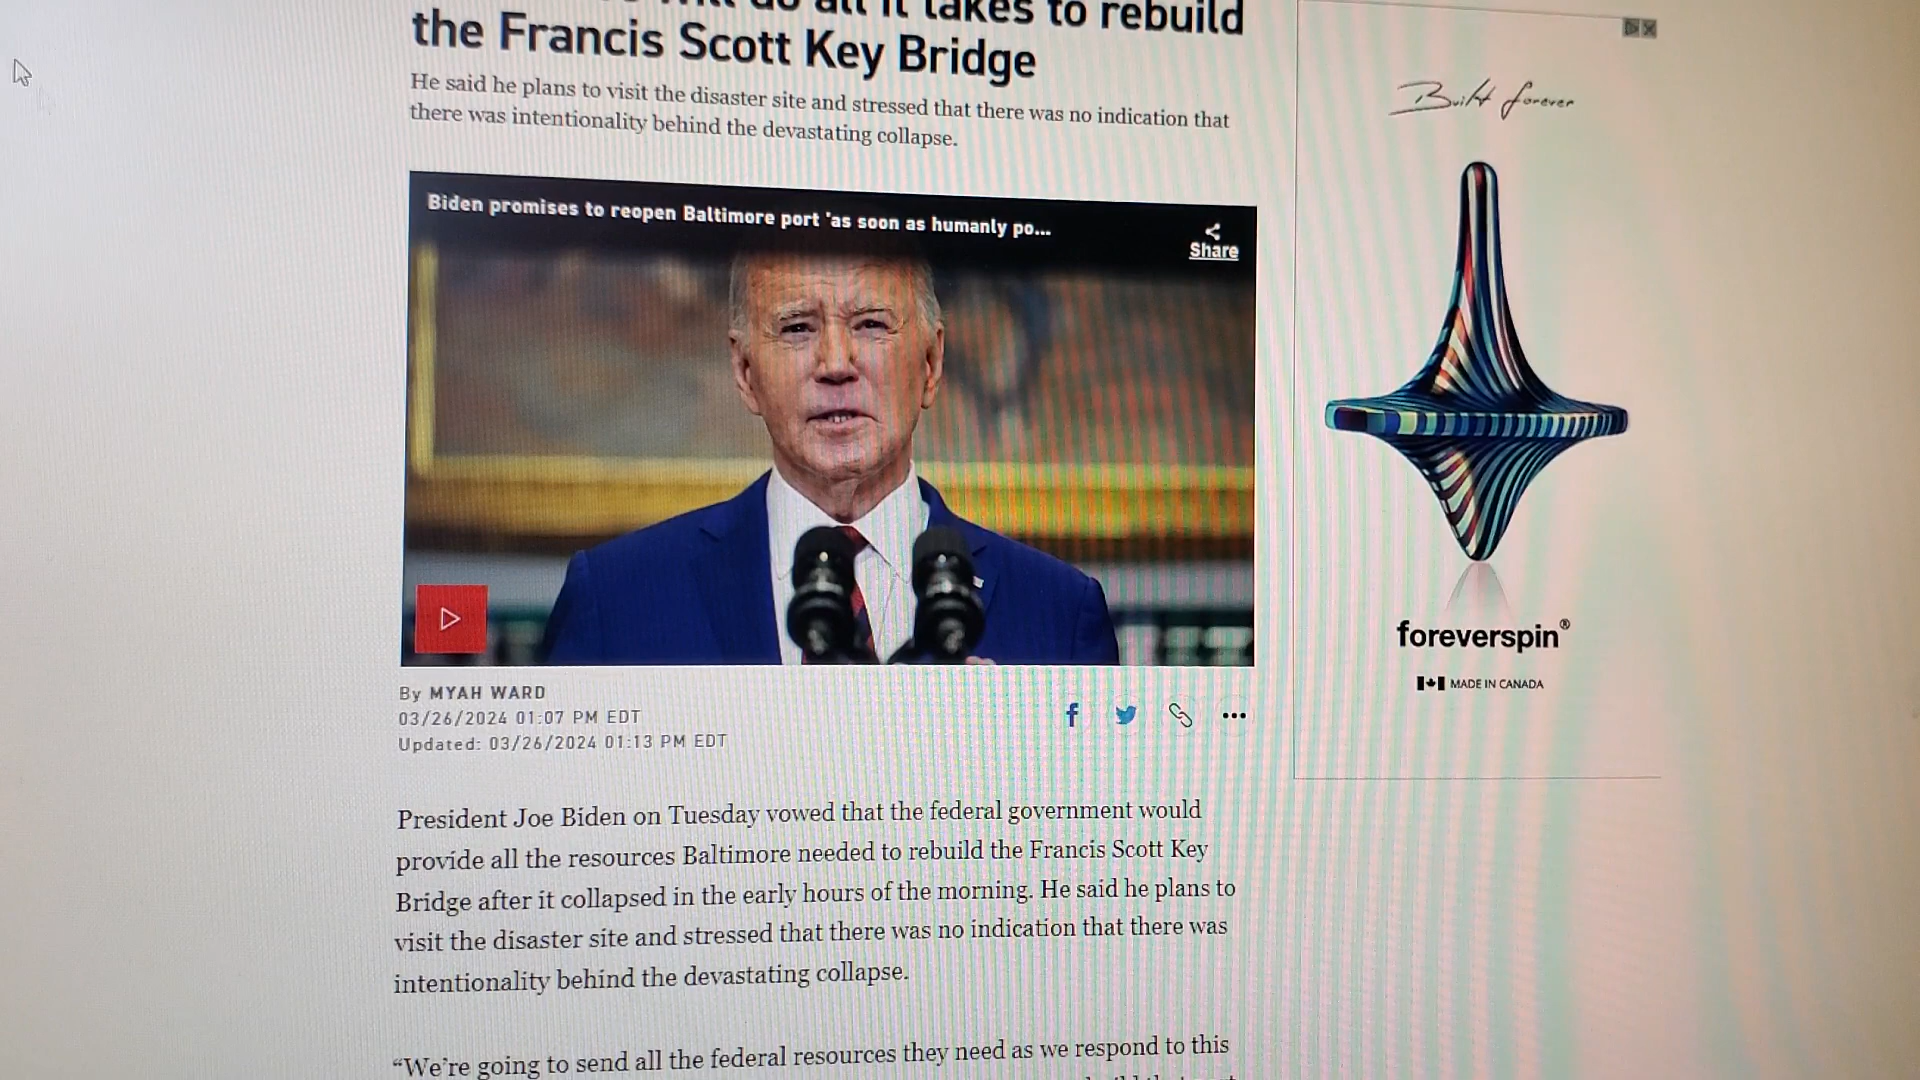 all it takes to rebuild
the Francis Scott Key Bridge
He said he plans to visit the disaster site and stressed that there was no indication that
there was intentionality behind the devastating collapse.
Biden promises to reopen Baltimore port 'as soon as humanly po...
Share
By MYAH WARD
03/26/2024 01:07 PM EDT
Updated: 03/26/2024 01:13 PM EDT
President Joe Biden on Tuesday vowed that the federal government would
provide all the resources Baltimore needed to rebuild the Francis Scott Key
Bridge after it collapsed in the early hours of the morning. He said he plans to
visit the disaster site and stressed that there was no indication that there was
intentionality behind the devastating collapse.
“We’re going to send all the federal resources they need as we respond to this
Built forever
foreverspin®
MADE IN CANADA